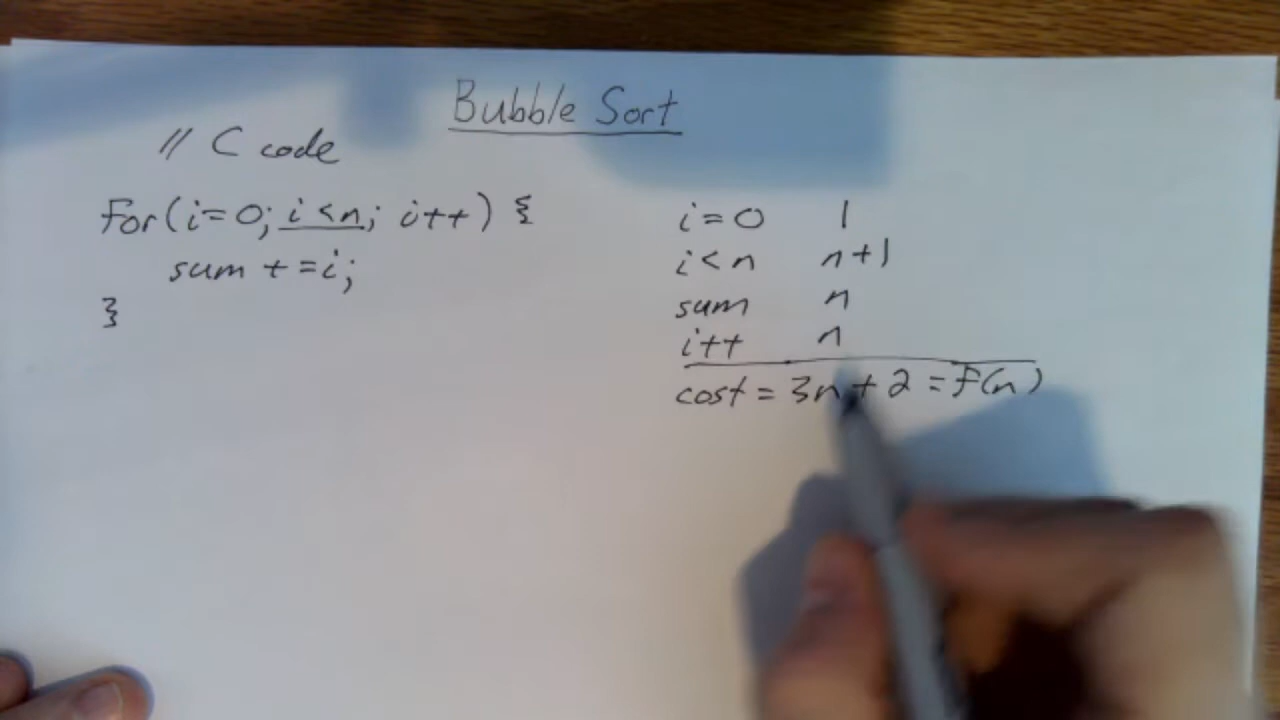 Bubble Sort
// C code
for(i=0; i<n; i++) {
sum +=i;
}
i=0 1
i<n n+1
sum n
i++ n
cost = 3n+2 = F(n)